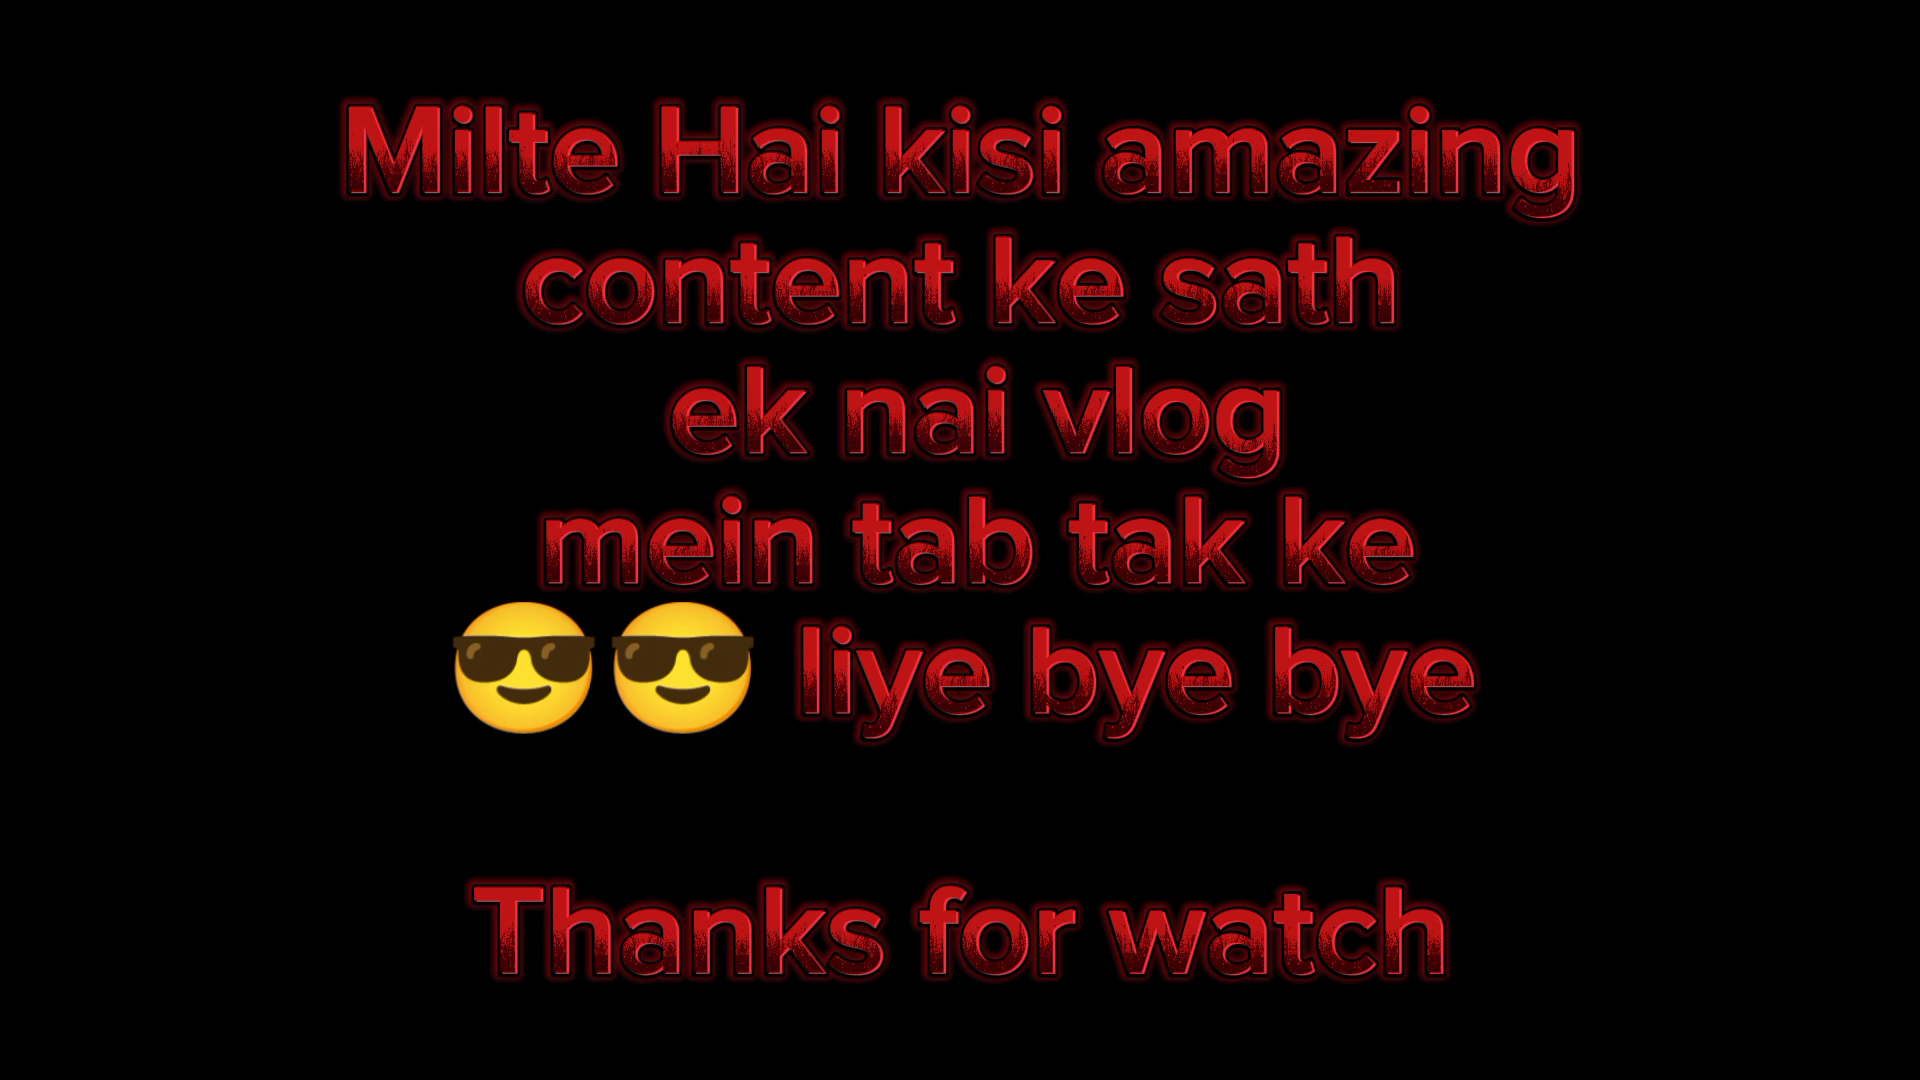 Milte Hai kisi amazing
content ke sath
ek nai vlog
mein tab tak ke
😎😎 liye bye bye
Thanks for watch